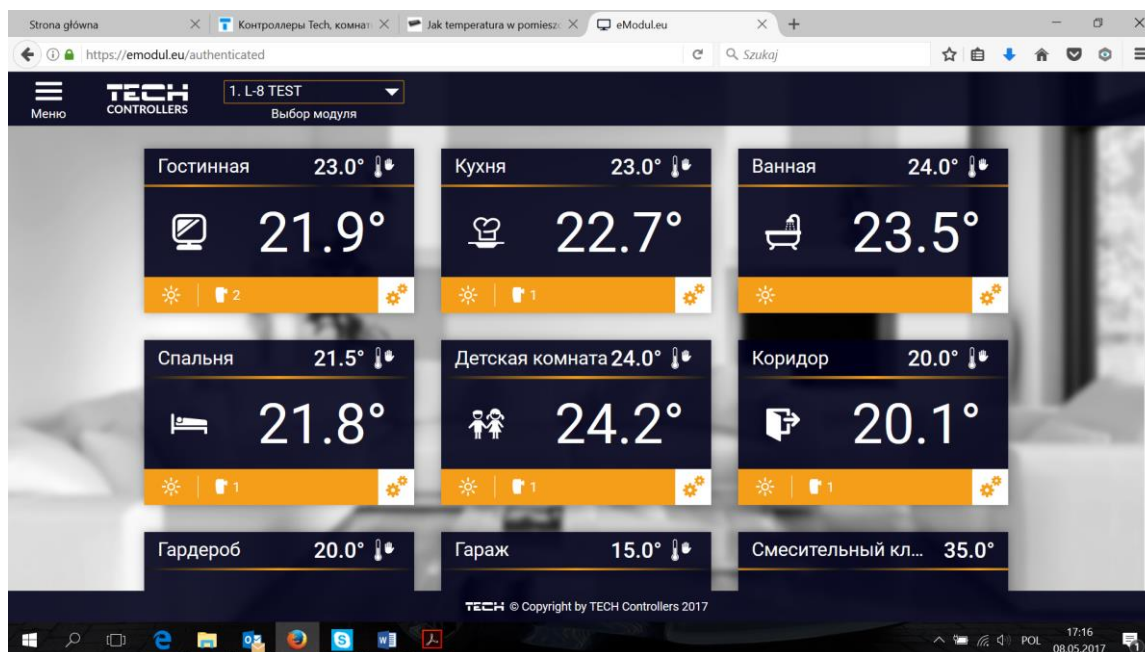 Strona główna
Контроллеры Tech, комнат
Jak temperatura w pomiesz
eModul.eu
https://emodul.eu/authenticated
Szukaj
Меню
TECH
CONTROLLERS
1. L-8 TEST
Выбор модуля
Гостинная 23.0°
21.9°
2
Кухня 23.0°
22.7°
1
Ванная 24.0°
23.5°
Спальня 21.5°
21.8°
1
Детская комната 24.0°
24.2°
1
Коридор 20.0°
20.1°
1
Гардероб 20.0°
Гараж 15.0°
Смесительный кл... 35.0°
TECH © Copyright by TECH Controllers 2017
POL
17:16
08.05.2017